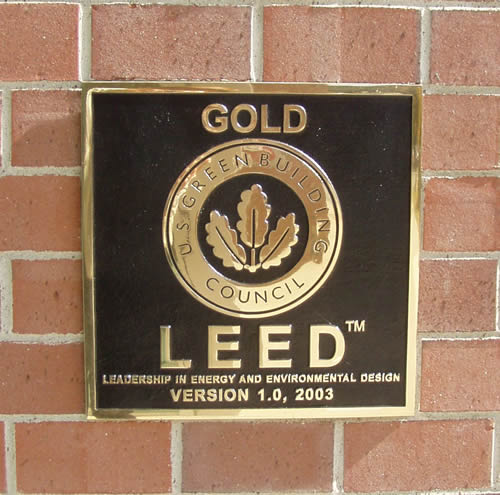 GOLD
U.S. GREEN BUILDING
COUNCIL
LEED™
LEADERSHIP IN ENERGY AND ENVIRONMENTAL DESIGN
VERSION 1.0, 2003